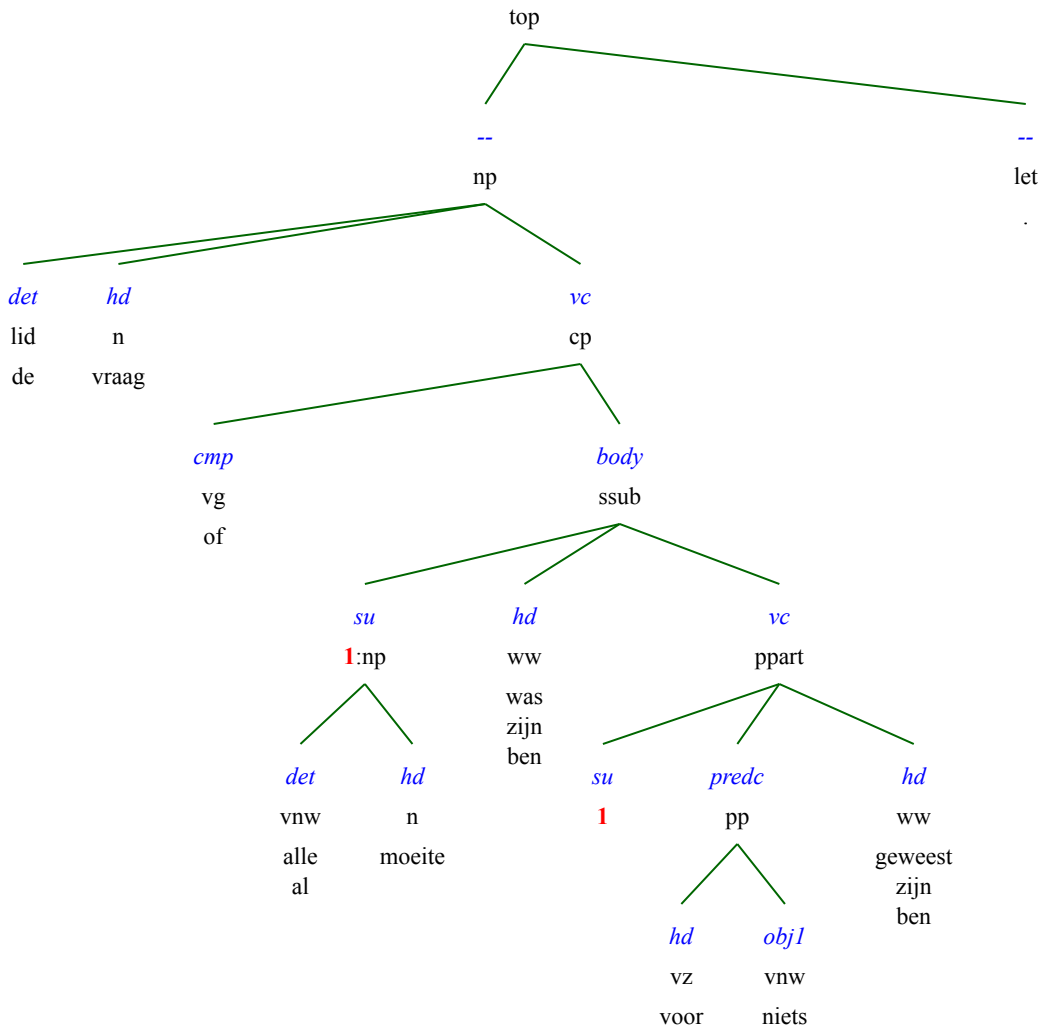 top
-- --
np let
.
det hd vc
lid n cp
de vraag
cmp body
vg ssub
of
su hd vc
1:np ww ppart
was
zijn
ben
det hd su predc hd
vnw n 1 pp ww
alle moeite geweest
al zijn
ben
hd obj1
vz vnw
voor niets